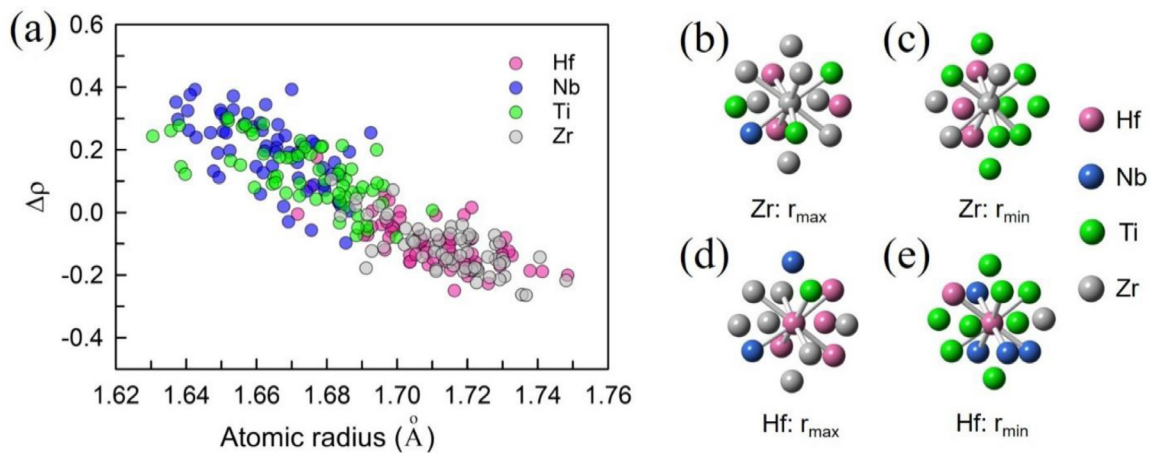 (a)
0.6
0.4
0.2
0.0
-0.2
-0.4
Δρ
Hf
Nb
Ti
Zr
1.62 1.64 1.66 1.68 1.70 1.72 1.74 1.76
Atomic radius (Å)
(b)
Zr: rmax
(c)
Zr: rmin
(d)
Hf: rmax
(e)
Hf: rmin
Hf
Nb
Ti
Zr